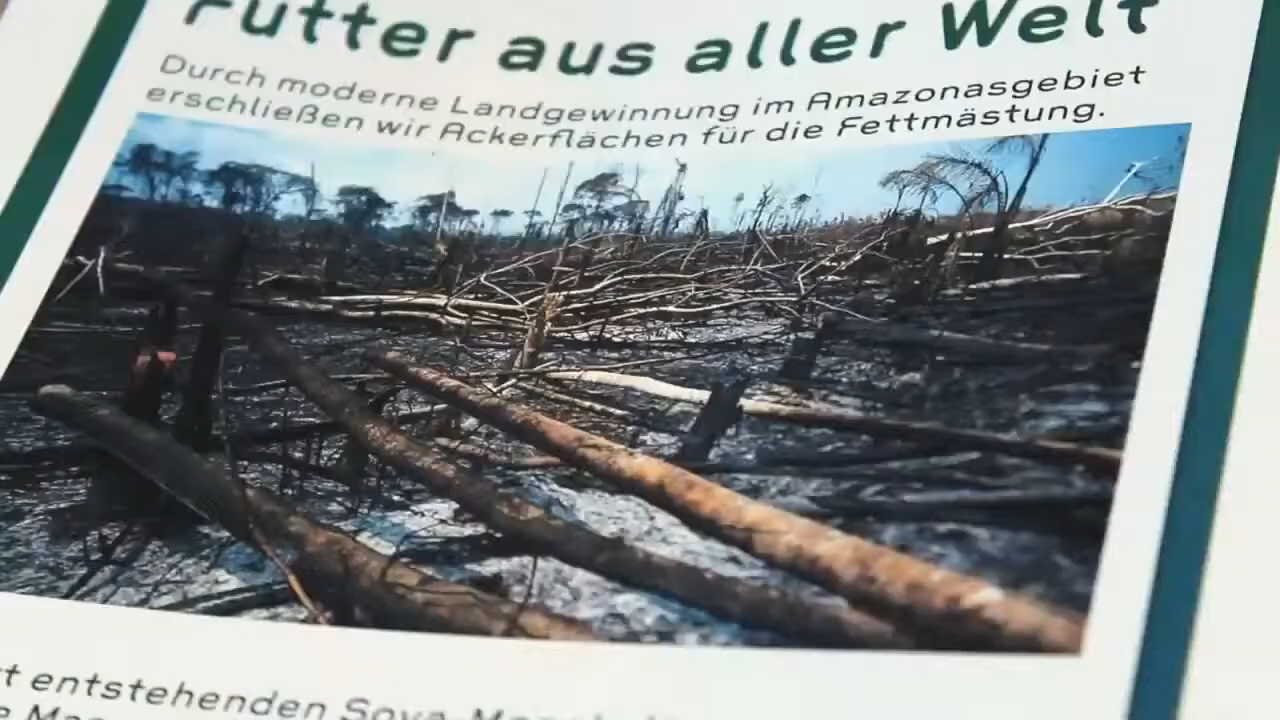 Futter aus aller Welt
Durch moderne Landgewinnung im Amazonasgebiet
erschließen wir Ackerflächen für die Fettmästung.
entstehenden